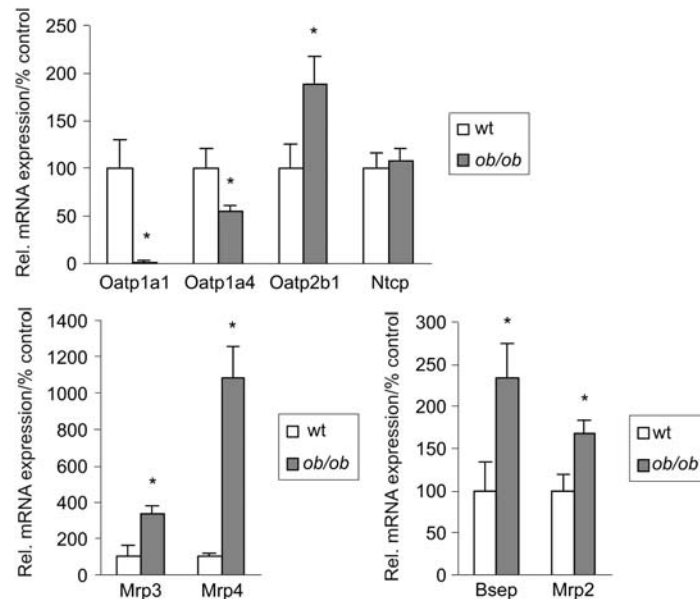 Rel. mRNA expression/% control
250
200
150
100
50
0
*
*
*
Oatp1a1 Oatp1a4 Oatp2b1 Ntcp
wt
ob/ob
Rel. mRNA expression/% control
1400
1200
1000
800
600
400
200
0
*
*
Mrp3 Mrp4
wt
ob/ob
Rel. mRNA expression/% control
300
250
200
150
100
50
0
*
*
Bsep Mrp2
wt
ob/ob